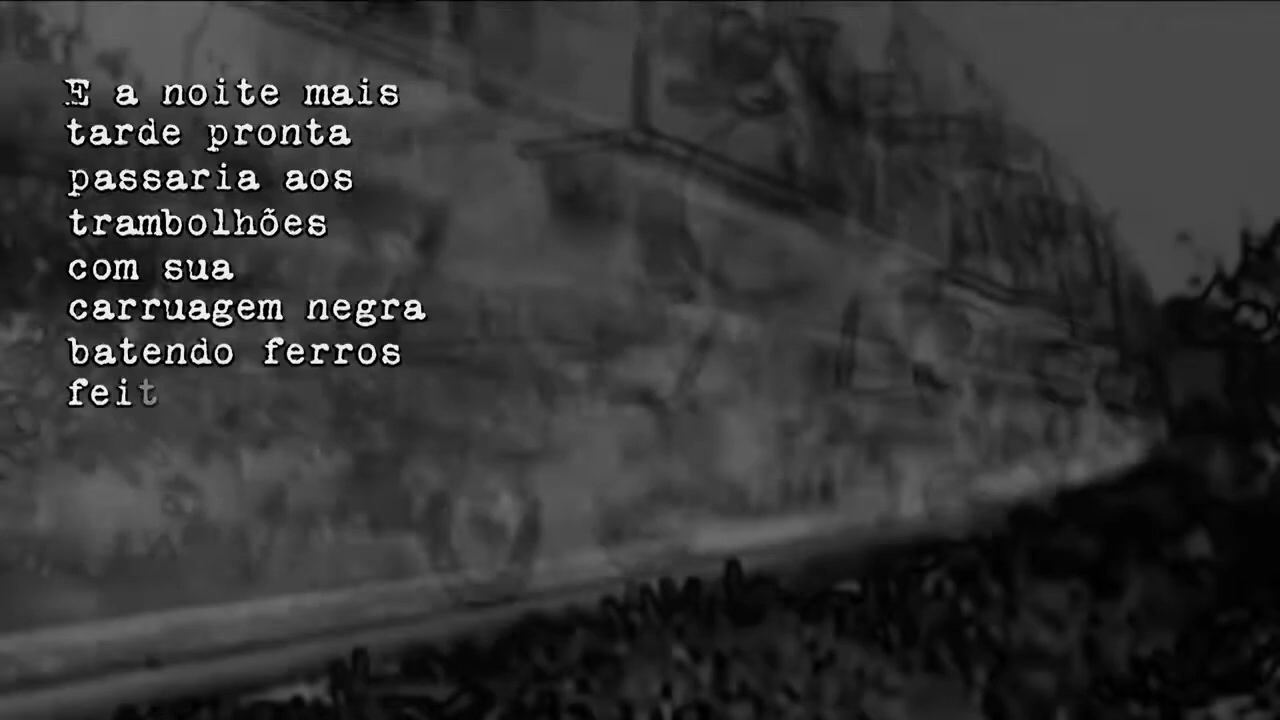 E a noite mais
tarde pronta
passaria aos
trambolhões
com sua
carruagem negra
batendo ferros
feit